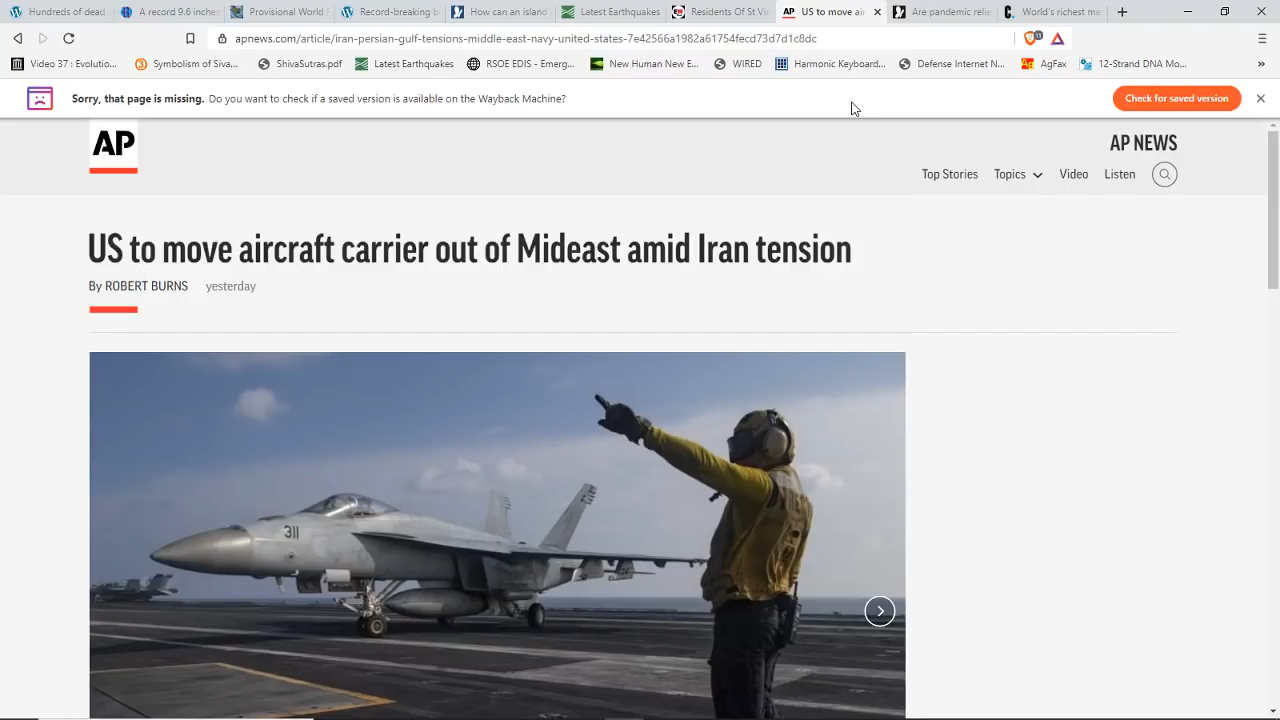 Hundreds of dead
A record 9.6 inches
Provisional World
Record-breaking b
How can an island
Latest Earthquakes
Residents Of St Vi
US to move air
Are pandemic relie
World's richest me
apnews.com/article/iran-persian-gulf-tensions-middle-east-navy-united-states-7e42566a1982a61754fecd73d7d1c8dc
Video 37 : Evolutio...
Symbolism of Siva...
ShivaSutras.pdf
Latest Earthquakes
RSOE EDIS - Emerg...
New Human New E...
WIRED
Harmonic Keyboar...
Defense Internet N...
AgFax
12-Strand DNA Mo...
Sorry, that page is missing. Do you want to check if a saved version is available on the Wayback Machine?
Check for saved version
AP
AP NEWS
Top Stories Topics Video Listen
US to move aircraft carrier out of Mideast amid Iran tension
By ROBERT BURNS yesterday
311